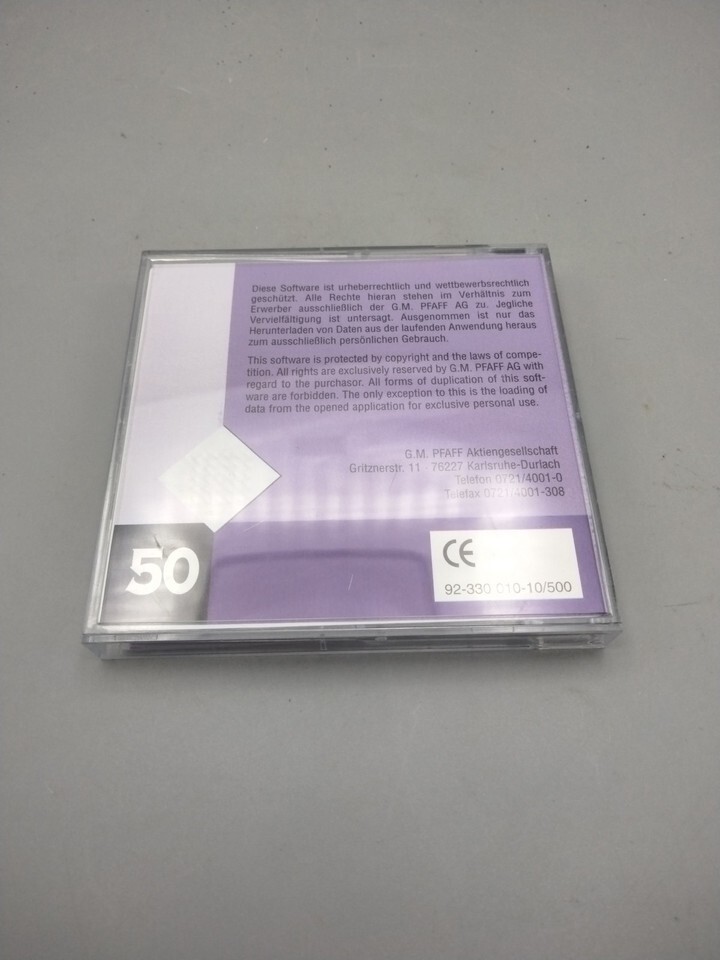 Diese Software ist urheberrechtlich und wettbewerbsrechtlich
geschützt. Alle Rechte hieran stehen im Verhältnis zum
Erwerber ausschließlich der G.M. PFAFF AG zu. Jegliche
Vervielfältigung ist untersagt. Ausgenommen ist nur das
Herunterladen von Daten aus der laufenden Anwendung heraus
zum ausschließlich persönlichen Gebrauch.
This software is protected by copyright and the laws of compe-
tition. All rights are exclusively reserved by G.M. PFAFF AG with
regard to the purchasor. All forms of duplication of this soft-
ware are forbidden. The only exception to this is the loading of
data from the opened application for exclusive personal use.
G.M. PFAFF Aktiengesellschaft
Gritznerstr. 11 · 76227 Karlsruhe-Durlach
Telefon 0721/4001-0
Telefax 0721/4001-308
50
CE
92-330 010-10/500